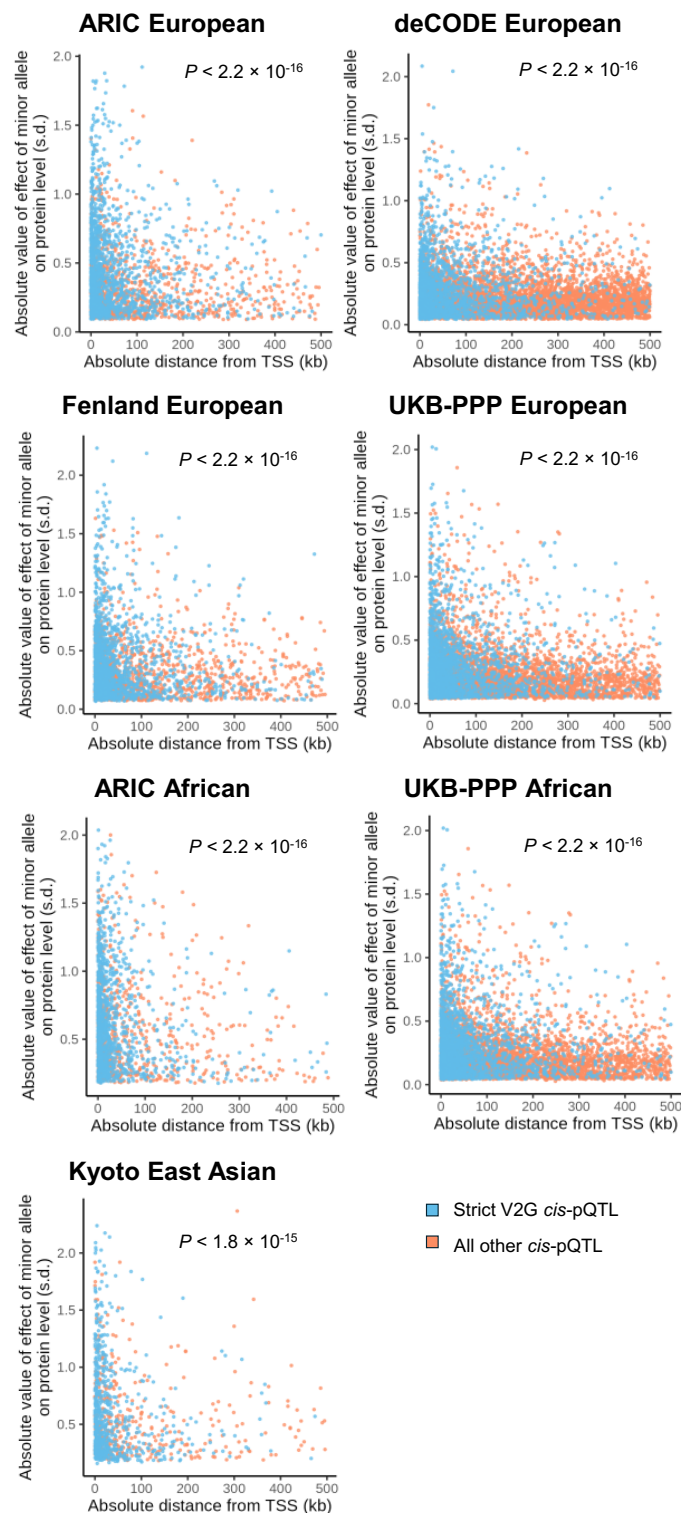 ARIC European
deCODE European
P < 2.2 × 10-16
P < 2.2 × 10-16
Absolute value of effect of minor allele
on protein level (s.d.)
2.0
1.5
1.0
0.5
0.0
0 100 200 300 400 500
Absolute distance from TSS (kb)
Absolute value of effect of minor allele
on protein level (s.d.)
2.0
1.5
1.0
0.5
0.0
0 100 200 300 400 500
Absolute distance from TSS (kb)
Fenland European
UKB-PPP European
P < 2.2 × 10-16
P < 2.2 × 10-16
Absolute value of effect of minor allele
on protein level (s.d.)
2.0
1.5
1.0
0.5
0.0
0 100 200 300 400 500
Absolute distance from TSS (kb)
Absolute value of effect of minor allele
on protein level (s.d.)
2.0
1.5
1.0
0.5
0.0
0 100 200 300 400 500
Absolute distance from TSS (kb)
ARIC African
UKB-PPP African
P < 2.2 × 10-16
P < 2.2 × 10-16
Absolute value of effect of minor allele
on protein level (s.d.)
2.0
1.5
1.0
0.5
0 100 200 300 400 500
Absolute distance from TSS (kb)
Absolute value of effect of minor allele
on protein level (s.d.)
2.0
1.5
1.0
0.5
0.0
0 100 200 300 400 500
Absolute distance from TSS (kb)
Kyoto East Asian
P < 1.8 × 10-15
Absolute value of effect of minor allele
on protein level (s.d.)
2.0
1.5
1.0
0.5
0 100 200 300 400 500
Absolute distance from TSS (kb)
Strict V2G cis-pQTL
All other cis-pQTL